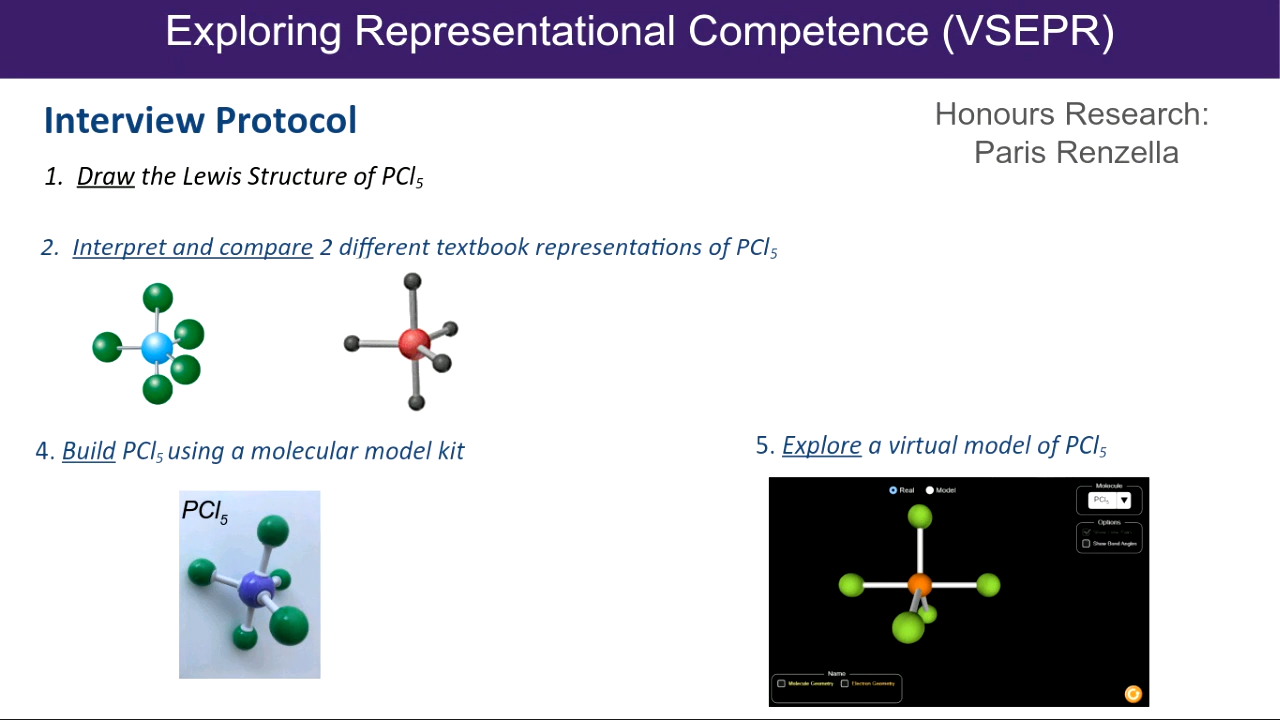 Exploring Representational Competence (VSEPR)
Interview Protocol
Honours Research:
Paris Renzella
1. Draw the Lewis Structure of PCl5
2. Interpret and compare 2 different textbook representations of PCl5
4. Build PCl5 using a molecular model kit
PCl5
5. Explore a virtual model of PCl5
Real Model
Molecule
PCl5
Options
Show Bond Angles
Name
Molecule Geometry Electron Geometry